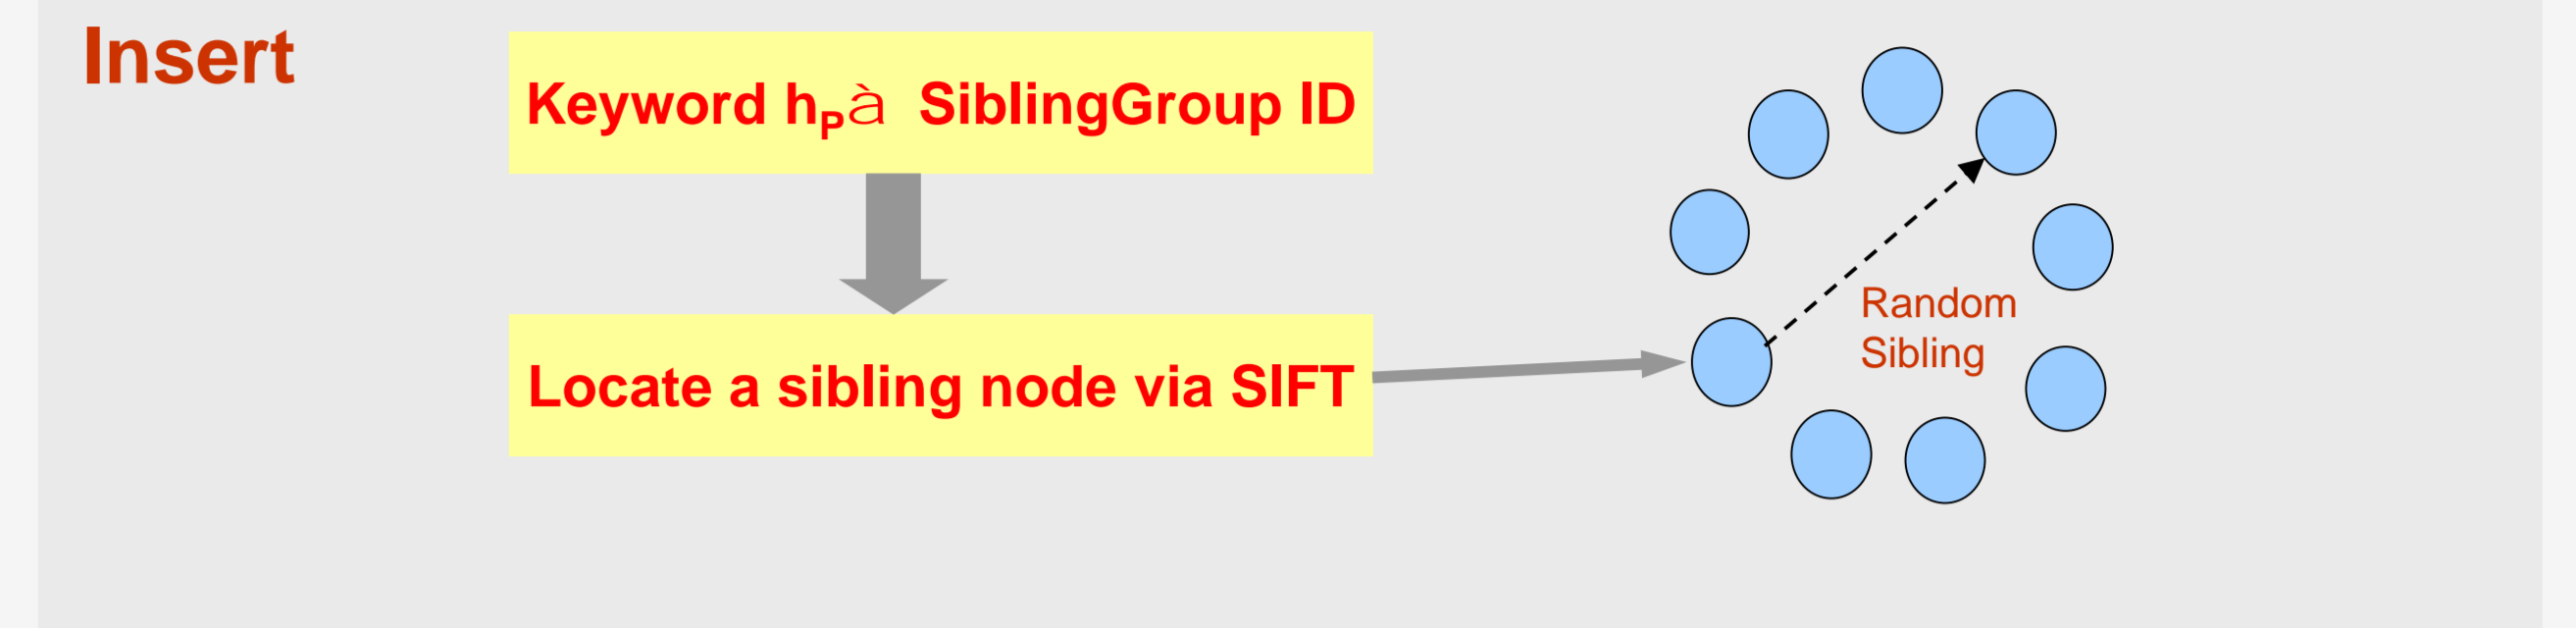 Insert
Keyword hPà SiblingGroup ID
Locate a sibling node via SIFT
Random
Sibling